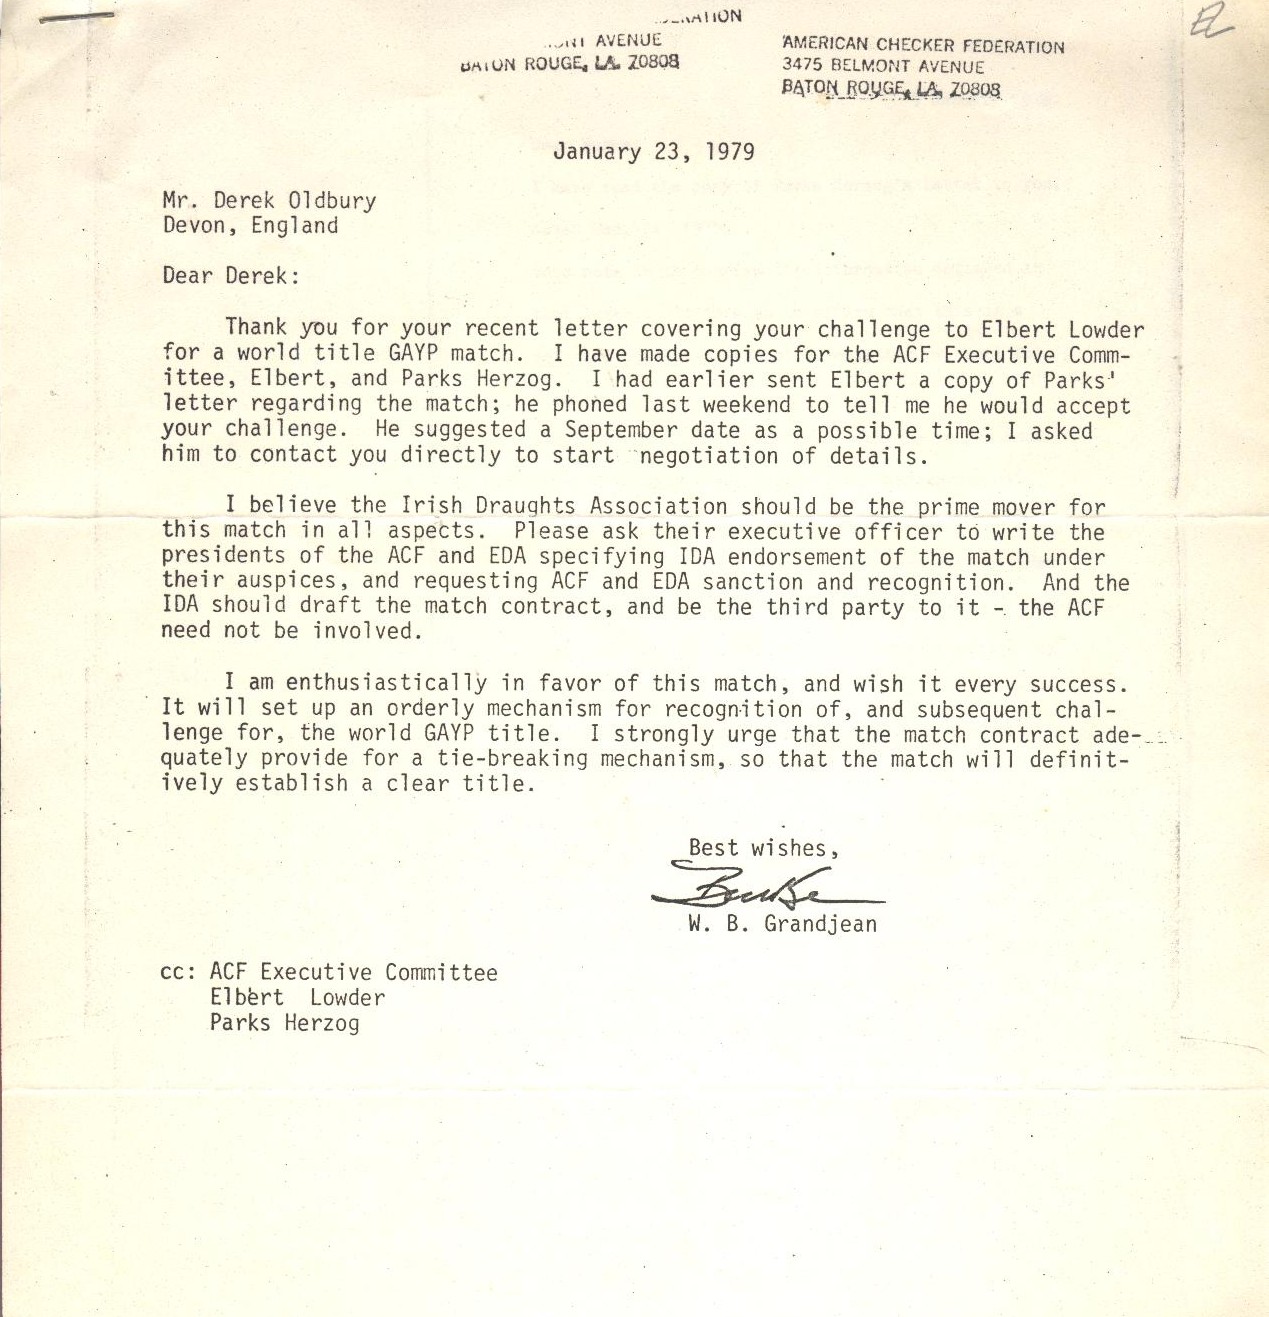 AVENUE
BATON ROUGE, LA. 70808
AMERICAN CHECKER FEDERATION
3475 BELMONT AVENUE
BATON ROUGE, LA. 70808
January 23, 1979
Mr. Derek Oldbury
Devon, England
Dear Derek:
Thank you for your recent letter covering your challenge to Elbert Lowder
for a world title GAYP match.  I have made copies for the ACF Executive Comm-
ittee, Elbert, and Parks Herzog.  I had earlier sent Elbert a copy of Parks'
letter regarding the match; he phoned last weekend to tell me he would accept
your challenge.  He suggested a September date as a possible time; I asked
him to contact you directly to start negotiation of details.
I believe the Irish Draughts Association should be the prime mover for
this match in all aspects.  Please ask their executive officer to write the
presidents of the ACF and EDA specifying IDA endorsement of the match under
their auspices, and requesting ACF and EDA sanction and recognition.  And the
IDA should draft the match contract, and be the third party to it - the ACF
need not be involved.
I am enthusiastically in favor of this match, and wish it every success.
It will set up an orderly mechanism for recognition of, and subsequent chal-
lenge for, the world GAYP title.  I strongly urge that the match contract ade-
quately provide for a tie-breaking mechanism, so that the match will definit-
ively establish a clear title.
Best wishes,
Burke
W. B. Grandjean
cc: ACF Executive Committee
Elbert Lowder
Parks Herzog